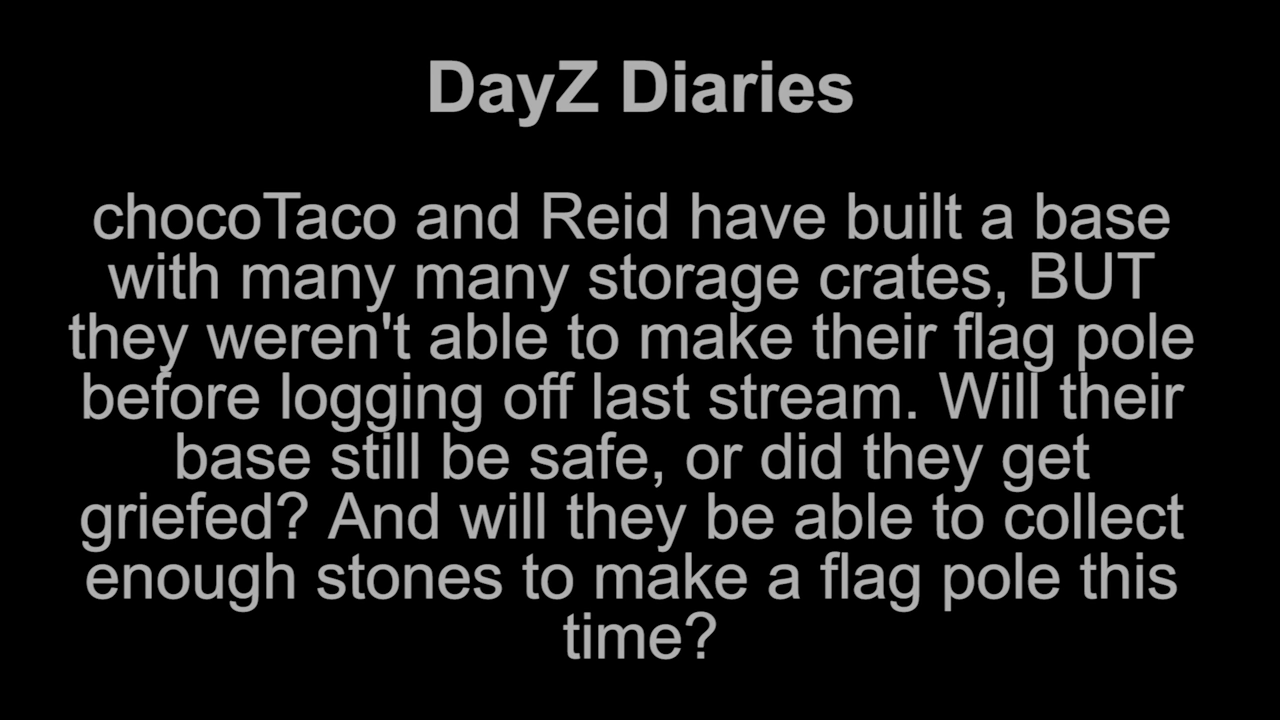 DayZ Diaries
chocoTaco and Reid have built a base
with many many storage crates, BUT
they weren't able to make their flag pole
before logging off last stream. Will their
base still be safe, or did they get
griefed? And will they be able to collect
enough stones to make a flag pole this
time?